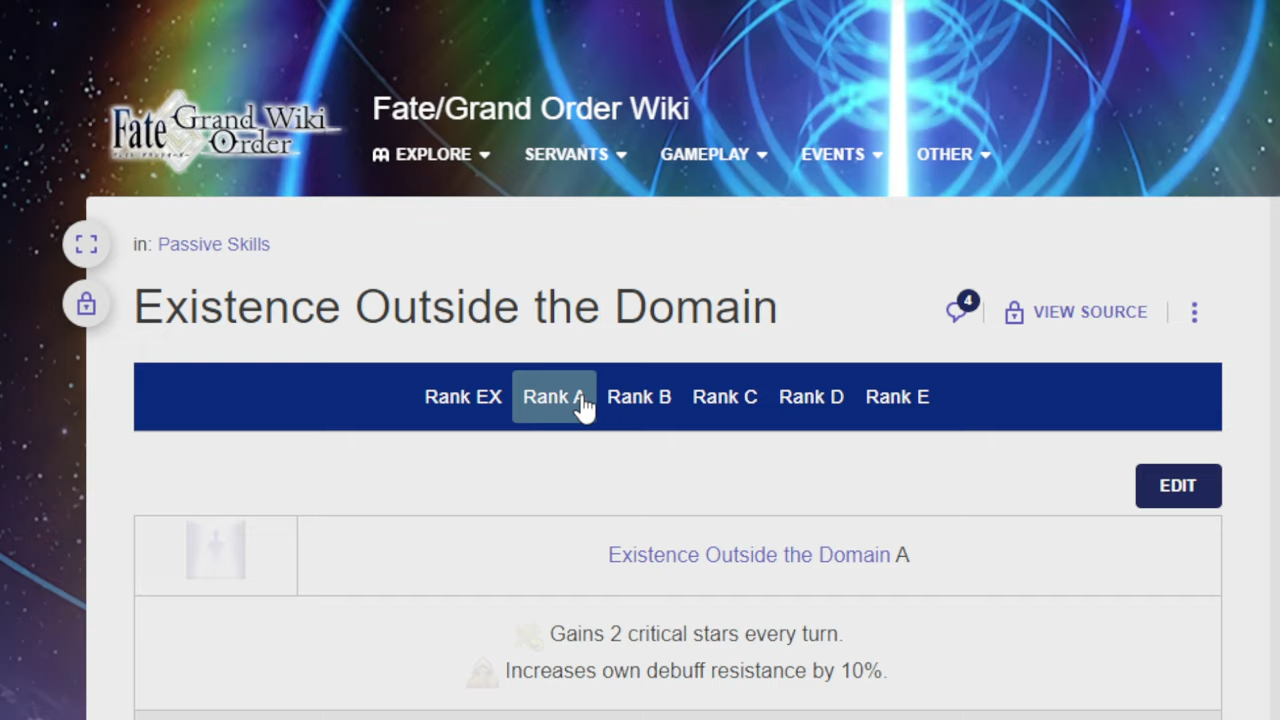 Fate Grand Wiki
Order
Fate/Grand Order Wiki
EXPLORE
SERVANTS
GAMEPLAY
EVENTS
OTHER
in: Passive Skills
Existence Outside the Domain
4
VIEW SOURCE
Rank EX
Rank A
Rank B
Rank C
Rank D
Rank E
EDIT
Existence Outside the Domain A
Gains 2 critical stars every turn.
Increases own debuff resistance by 10%.